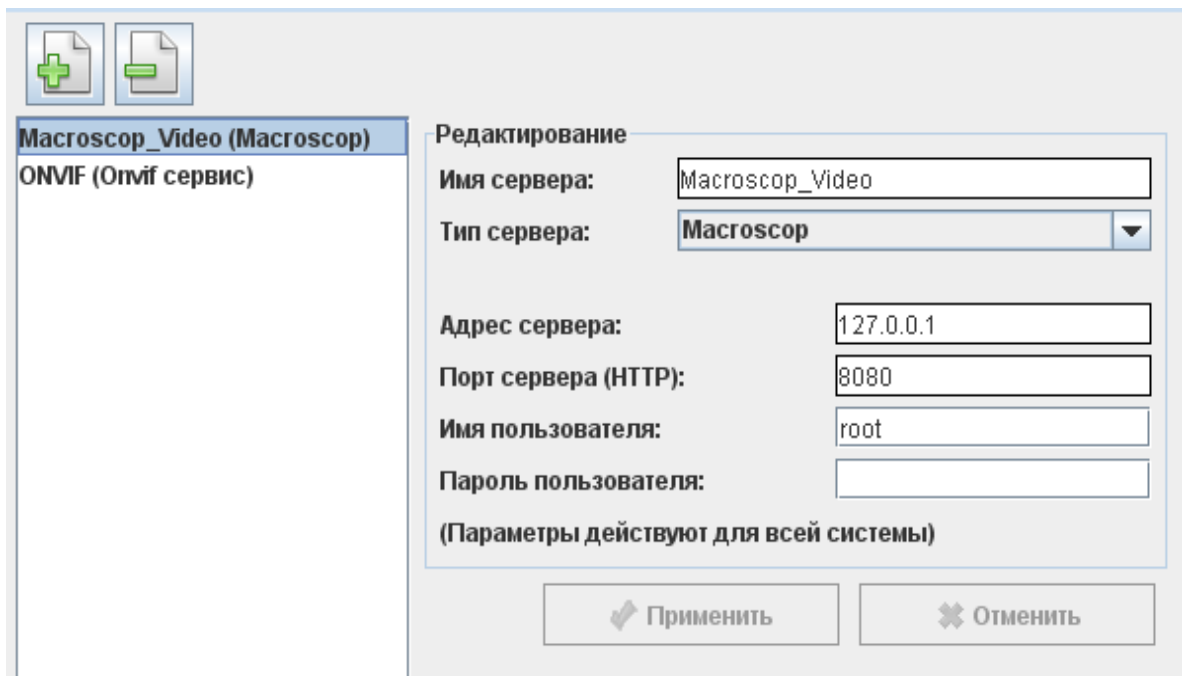 Macroscop_Video (Macroscop)
ONVIF (Onvif сервис)
Редактирование
Имя сервера: Macroscop_Video
Тип сервера: Macroscop
Адрес сервера: 127.0.0.1
Порт сервера (HTTP): 8080
Имя пользователя: root
Пароль пользователя:
(Параметры действуют для всей системы)
Применить Отменить